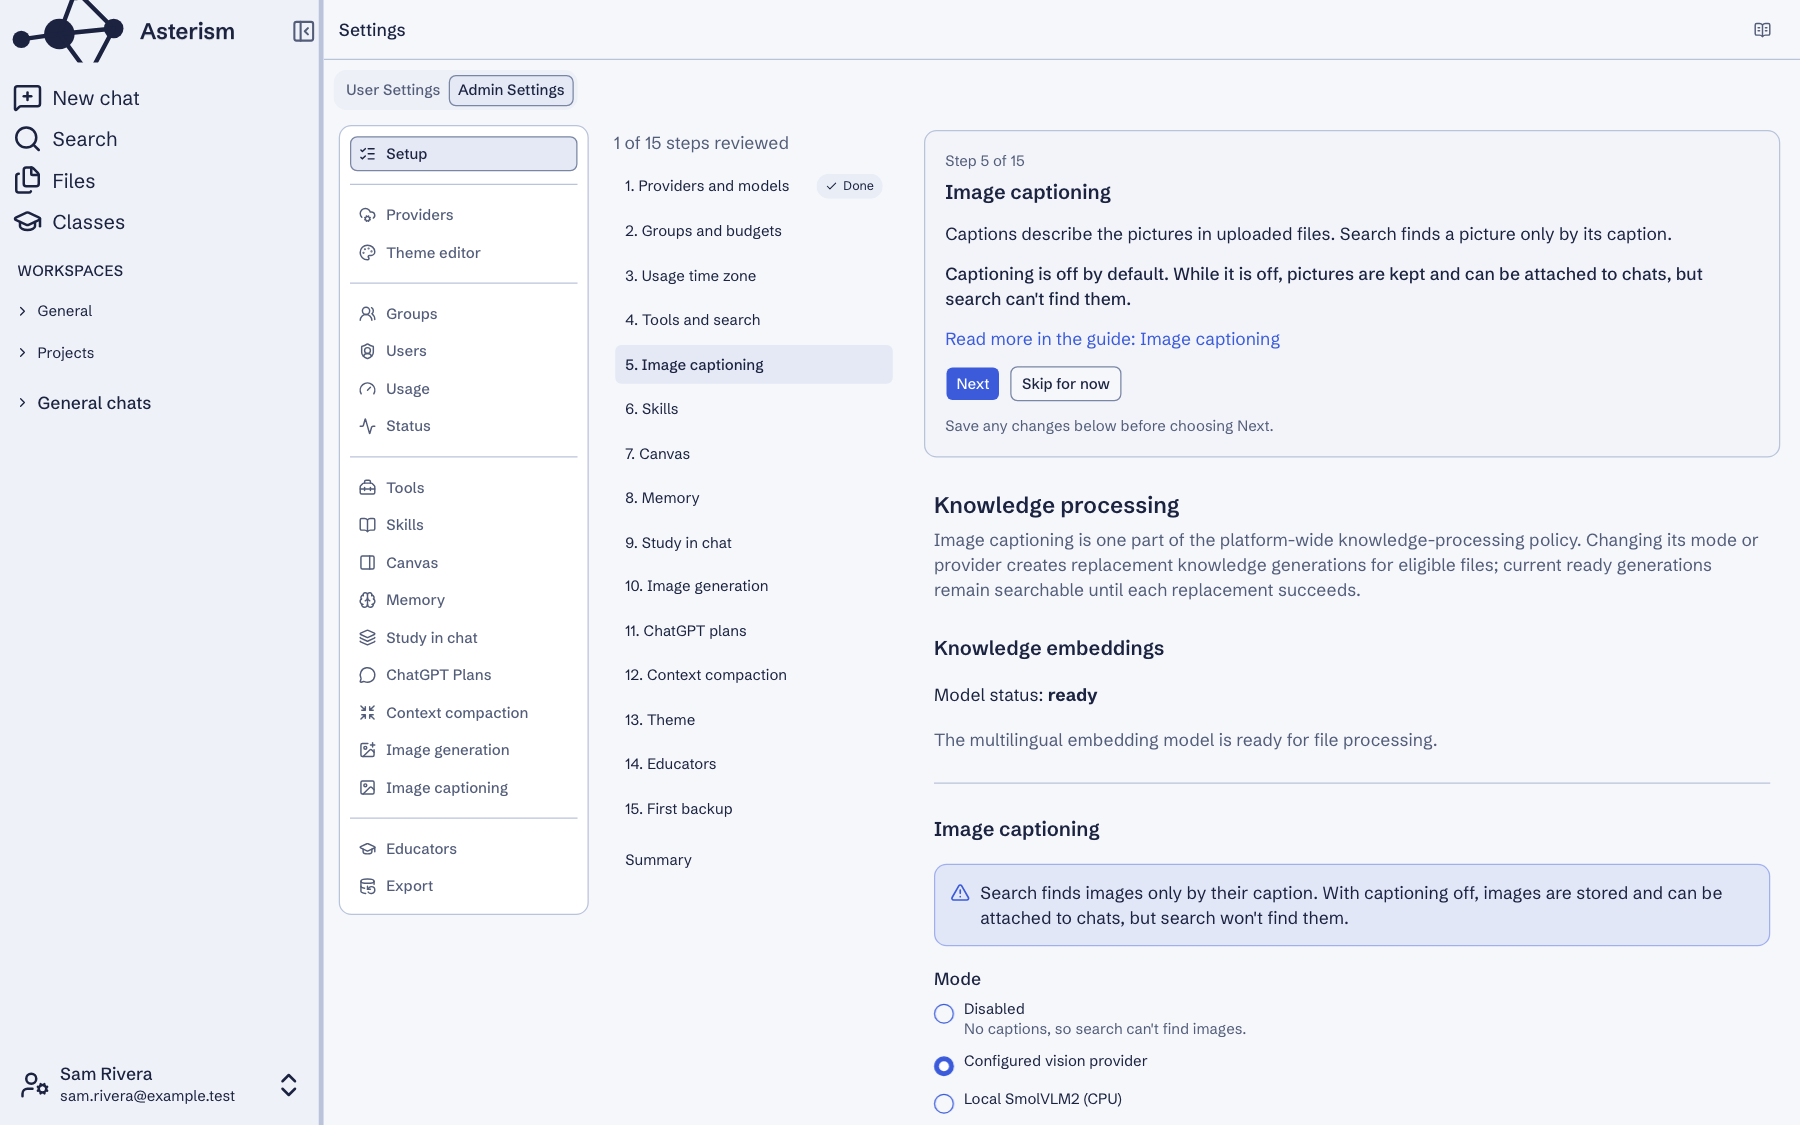 Asterism
New chat
Search
Files
Classes
WORKSPACES
General
Projects
General chats
Sam Rivera
sam.rivera@example.test
Settings
User Settings
Admin Settings
Setup
Providers
Theme editor
Groups
Users
Usage
Status
Tools
Skills
Canvas
Memory
Study in chat
ChatGPT Plans
Context compaction
Image generation
Image captioning
Educators
Export
1 of 15 steps reviewed
1. Providers and models
Done
2. Groups and budgets
3. Usage time zone
4. Tools and search
5. Image captioning
6. Skills
7. Canvas
8. Memory
9. Study in chat
10. Image generation
11. ChatGPT plans
12. Context compaction
13. Theme
14. Educators
15. First backup
Summary
Step 5 of 15
Image captioning
Captions describe the pictures in uploaded files. Search finds a picture only by its caption.
Captioning is off by default. While it is off, pictures are kept and can be attached to chats, but
search can't find them.
Read more in the guide: Image captioning
Next
Skip for now
Save any changes below before choosing Next.
Knowledge processing
Image captioning is one part of the platform-wide knowledge-processing policy. Changing its mode or
provider creates replacement knowledge generations for eligible files; current ready generations
remain searchable until each replacement succeeds.
Knowledge embeddings
Model status: ready
The multilingual embedding model is ready for file processing.
Image captioning
Search finds images only by their caption. With captioning off, images are stored and can be
attached to chats, but search won't find them.
Mode
Disabled
No captions, so search can't find images.
Configured vision provider
Local SmolVLM2 (CPU)